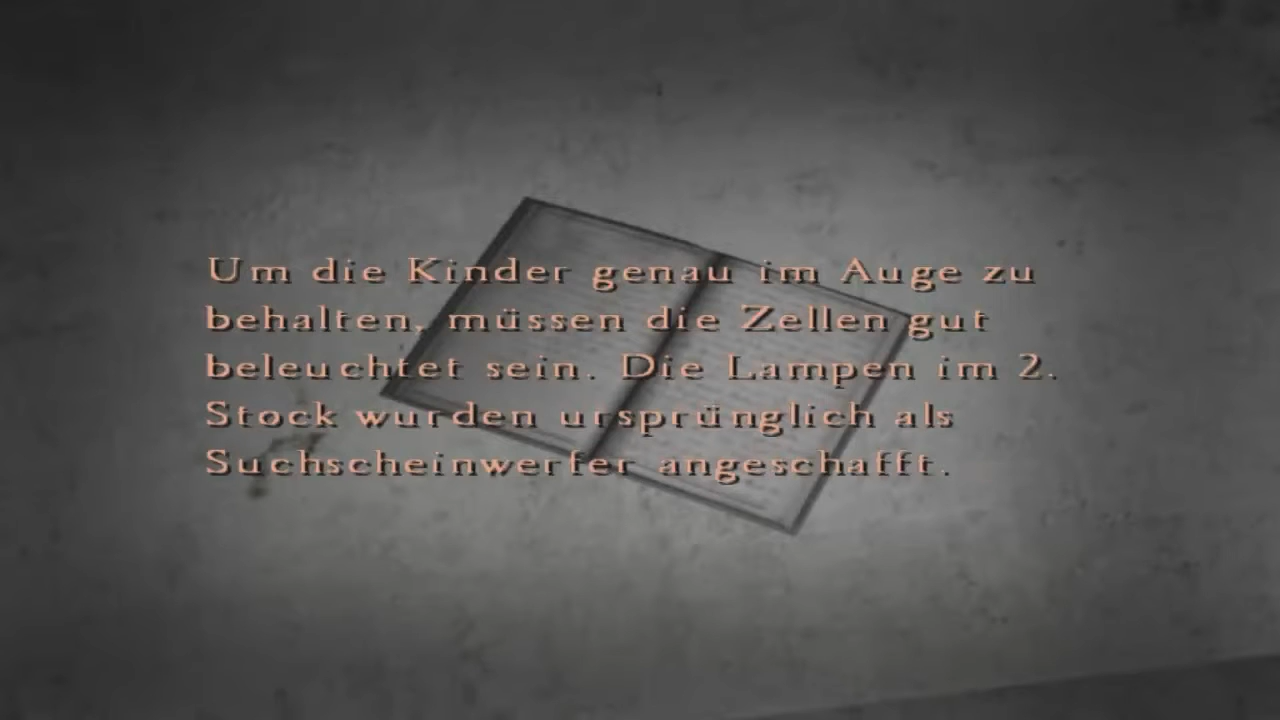 Um die Kinder genau im Auge zu
behalten, müssen die Zellen gut
beleuchtet sein. Die Lampen im 2.
Stock wurden ursprünglich als
Suchscheinwerfer angeschafft.